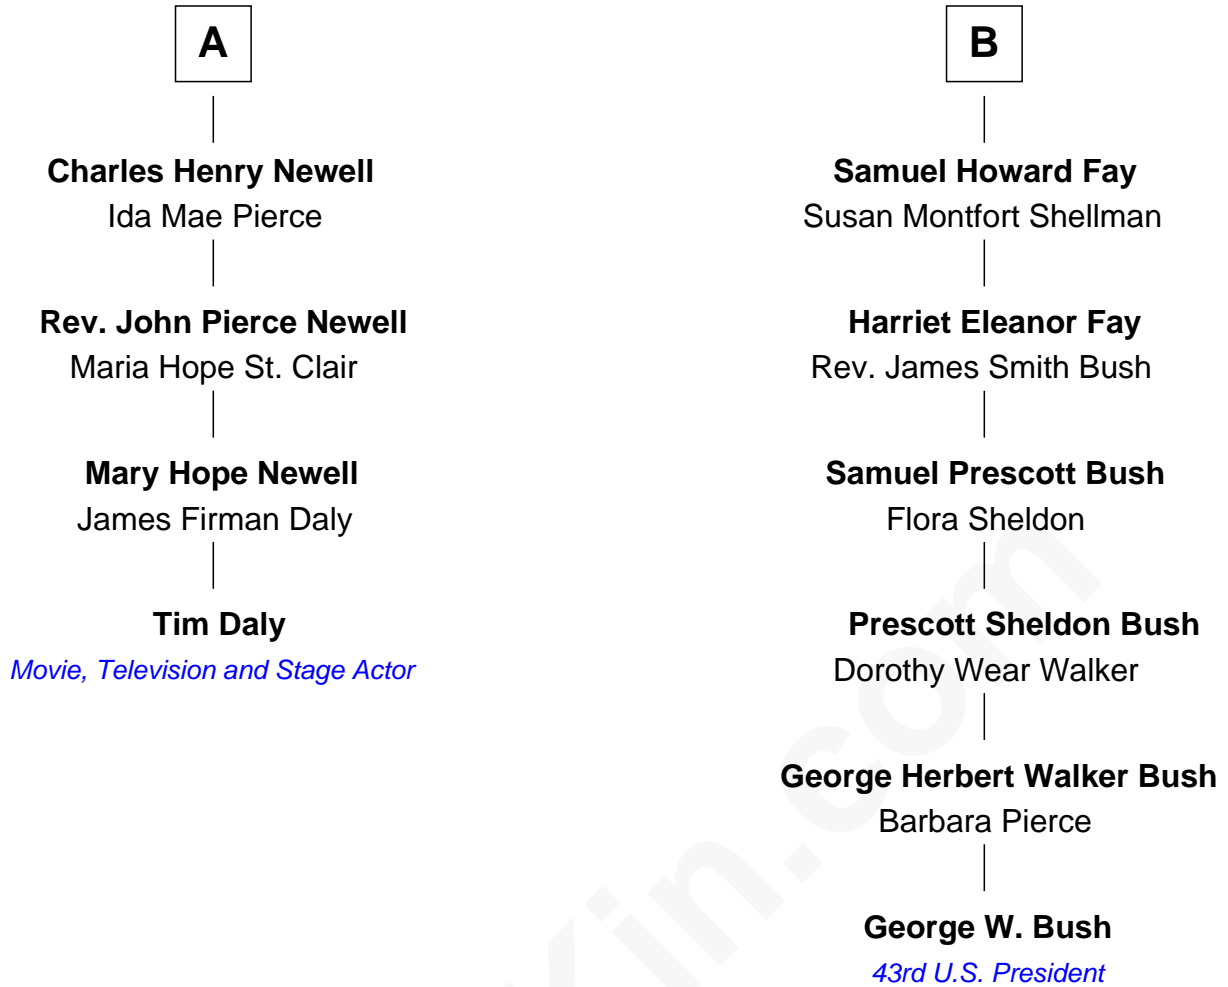 A
Charles Henry Newell
Ida Mae Pierce
Rev. John Pierce Newell
Maria Hope St. Clair
Mary Hope Newell
James Firman Daly
Tim Daly
Movie, Television and Stage Actor
B
Samuel Howard Fay
Susan Montfort Shellman
Harriet Eleanor Fay
Rev. James Smith Bush
Samuel Prescott Bush
Flora Sheldon
Prescott Sheldon Bush
Dorothy Wear Walker
George Herbert Walker Bush
Barbara Pierce
George W. Bush
43rd U.S. President
Kin.com